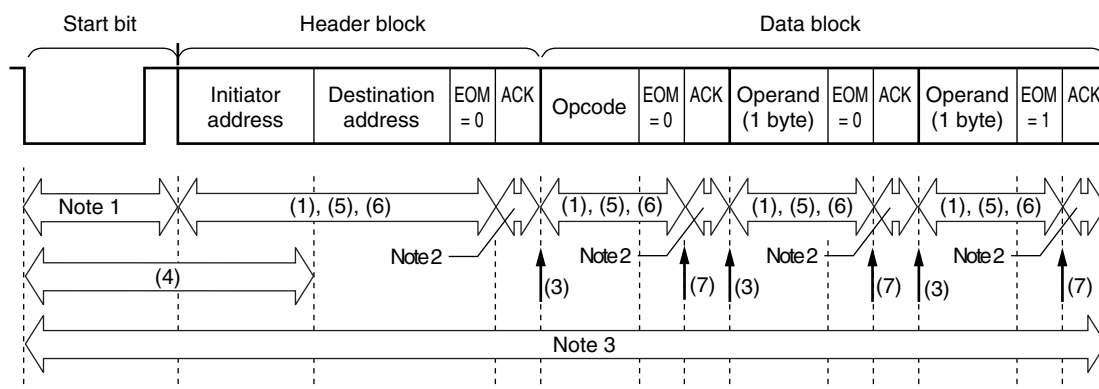 Start bit Header block Data block
Initiator address Destination address EOM = 0 ACK Opcode EOM = 0 ACK Operand (1 byte) EOM = 0 ACK Operand (1 byte) EOM = 1 ACK
Note 1 (1), (5), (6) (1), (5), (6) (1), (5), (6) (1), (5), (6)
Note 2 Note 2 Note 2 Note 2
(4) (3) (7) (3) (7) (3) (7)
Note 3